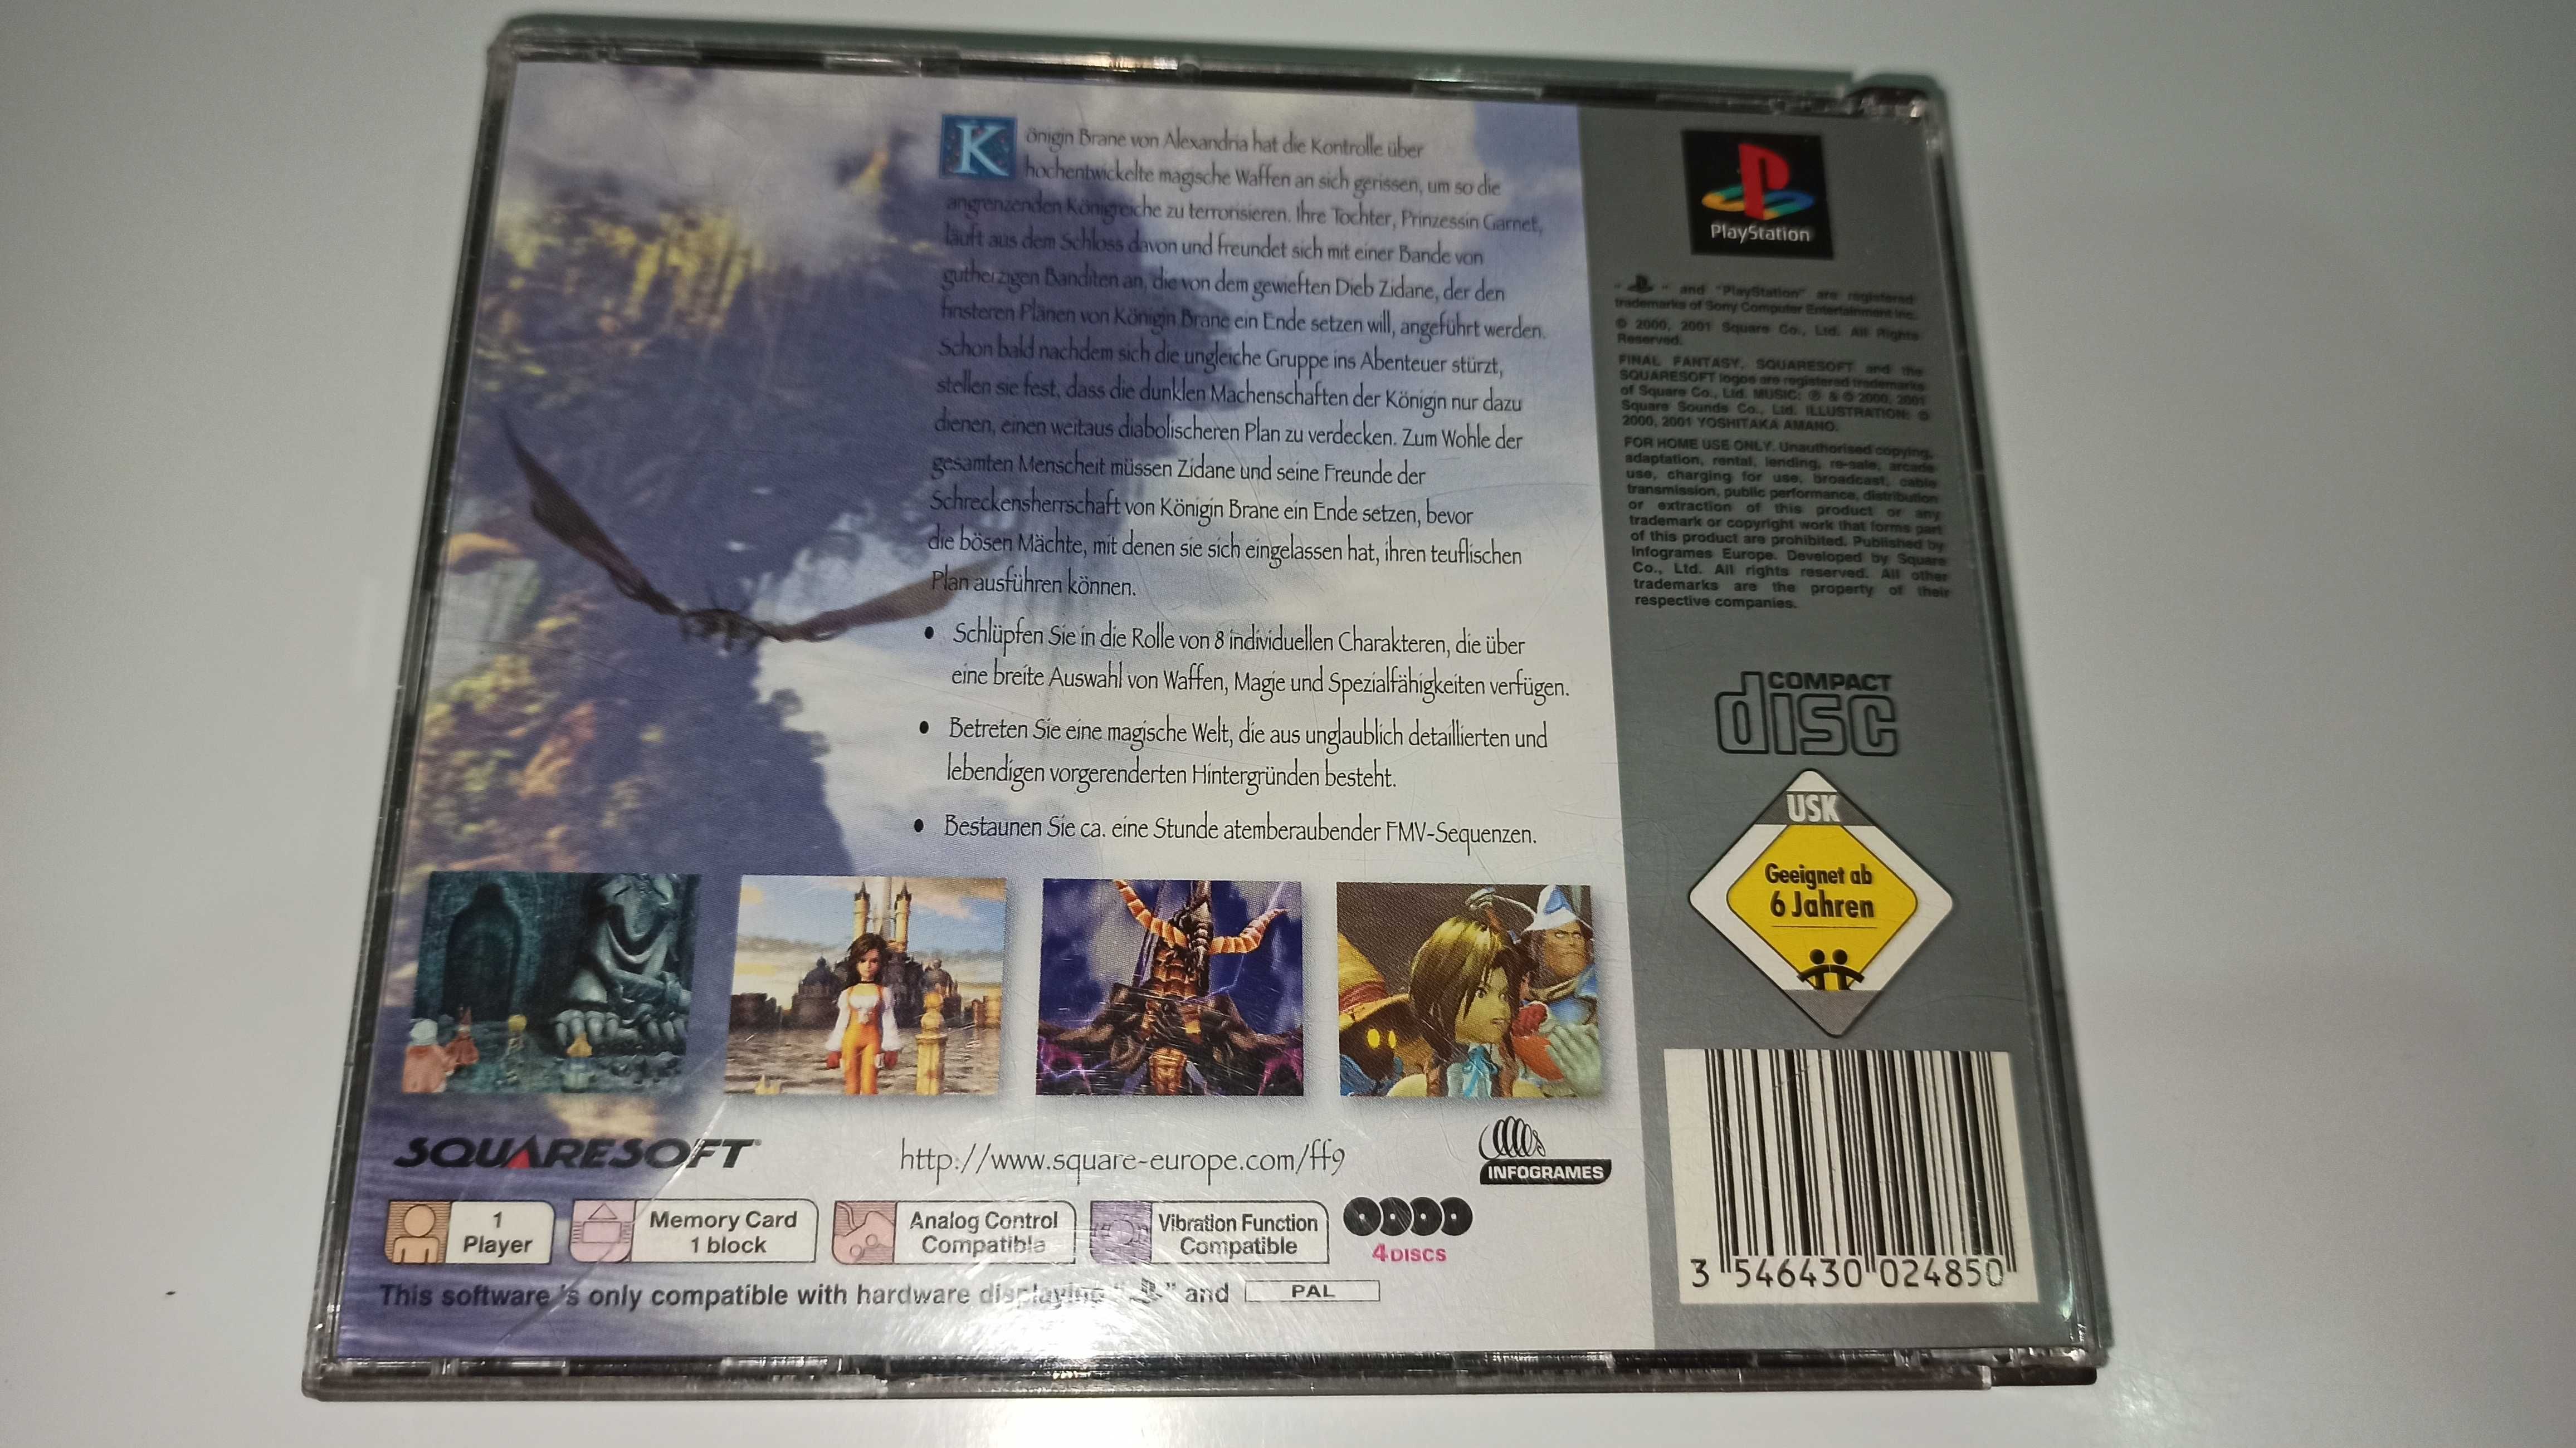 Königin Brane von Alexandria hat die Kontrolle über
hochentwickelte magische Waffen an sich gerissen, um so die
angrenzenden Königreiche zu terrorisieren. Ihre Tochter, Prinzessin Garnet,
läuft aus dem Schloss davon und freundet sich mit einer Bande von
gutherzigen Banditen an, die von dem gewieften Dieb Zidane, der den
finsteren Plänen von Königin Brane ein Ende setzen will, angeführt werden.
Schon bald nachdem sich die ungleiche Gruppe ins Abenteuer stürzt,
stellen sie fest, dass die dunklen Machenschaften der Königin nur dazu
dienen, einen weitaus diabolischeren Plan zu verdecken. Zum Wohle der
gesamten Menscheit müssen Zidane und seine Freunde der
Schreckensherrschaft von Königin Brane ein Ende setzen, bevor
die bösen Mächte, mit denen sie sich eingelassen hat, ihren teuflischen
Plan ausführen können.
• Schlüpfen Sie in die Rolle von 8 individuellen Charakteren, die über
eine breite Auswahl von Waffen, Magie und Spezialfähigkeiten verfügen.
• Betreten Sie eine magische Welt, die aus unglaublich detaillierten und
lebendigen vorgerenderten Hintergründen besteht.
• Bestaunen Sie ca. eine Stunde atemberaubender FMV-Sequenzen.
SQUARESOFT
http://www.square-europe.com/ff9
INFOGRAMES
1
Player
Memory Card
1 block
Analog Control
Compatible
Vibration Function
Compatible
4 DISCS
This software is only compatible with hardware displaying " " and PAL
PlayStation
" " and "PlayStation" are registered
trademarks of Sony Computer Entertainment Inc.
© 2000, 2001 Square Co., Ltd. All Rights
Reserved.
FINAL FANTASY, SQUARESOFT and the
SQUARESOFT logos are registered trademarks
of Square Co., Ltd. MUSIC: ℗ & © 2000, 2001
Square Sounds Co., Ltd. ILLUSTRATION: ©
2000, 2001 YOSHITAKA AMANO.
FOR HOME USE ONLY. Unauthorised copying,
adaptation, rental, lending, re-sale, arcade
use, charging for use, broadcast, cable
transmission, public performance, distribution
or extraction of this product or any
trademark or copyright work that forms part
of this product are prohibited. Published by
Infogrames Europe. Developed by Square
Co., Ltd. All rights reserved. All other
trademarks are the property of their
respective companies.
COMPACT
disc
USK
Geeignet ab
6 Jahren
3 546430 024850